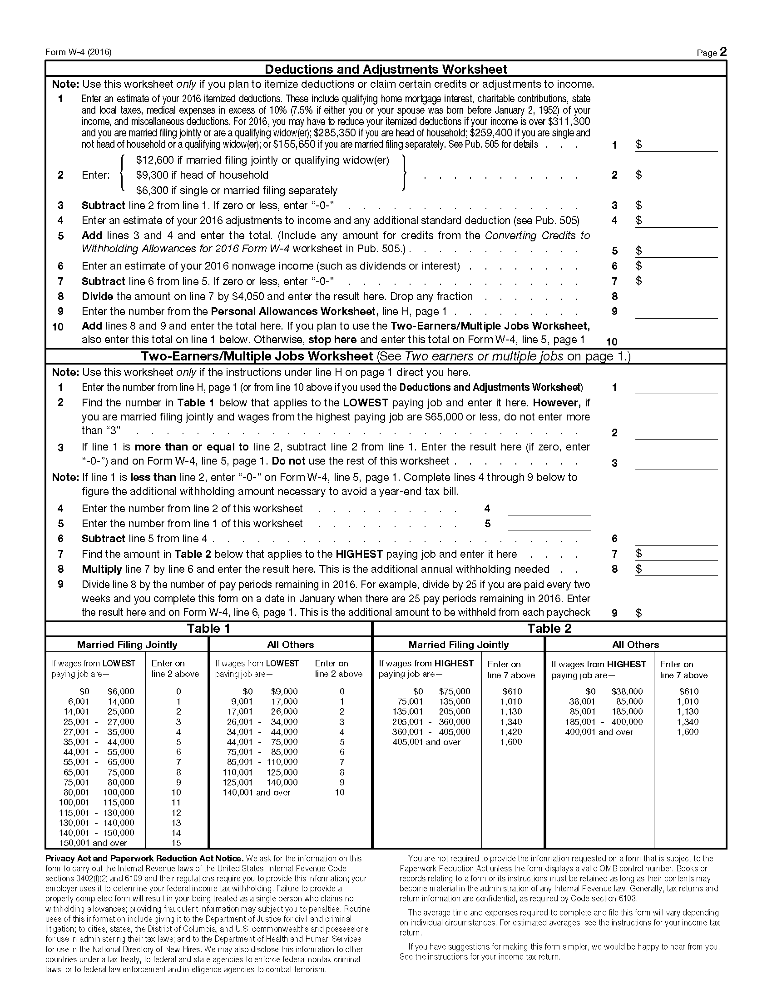 Form W-4 (2016)
Page 2
Deductions and Adjustments Worksheet
Note: Use this worksheet only if you plan to itemize deductions or claim certain credits or adjustments to income.
1 Enter an estimate of your 2016 itemized deductions. These include qualifying home mortgage interest, charitable contributions, state
and local taxes, medical expenses in excess of 10% (7.5% if either you or your spouse was born before January 2, 1952) of your
income, and miscellaneous deductions. For 2016, you may have to reduce your itemized deductions if your income is over $311,300
and you are married filing jointly or are a qualifying widow(er); $285,350 if you are head of household; $259,400 if you are single and
not head of household or a qualifying widow(er); or $155,650 if you are married filing separately. See Pub. 505 for details . . . 1 $
$12,600 if married filing jointly or qualifying widow(er)
2 Enter: { $9,300 if head of household } . . . . . . . . . . . 2 $
$6,300 if single or married filing separately
3 Subtract line 2 from line 1. If zero or less, enter “-0-” . . . . . . . . . . . . . . . . 3 $
4 Enter an estimate of your 2016 adjustments to income and any additional standard deduction (see Pub. 505) 4 $
5 Add lines 3 and 4 and enter the total. (Include any amount for credits from the Converting Credits to
Withholding Allowances for 2016 Form W-4 worksheet in Pub. 505.) . . . . . . . . . . . . 5 $
6 Enter an estimate of your 2016 nonwage income (such as dividends or interest) . . . . . . . . 6 $
7 Subtract line 6 from line 5. If zero or less, enter “-0-” . . . . . . . . . . . . . . . . 7 $
8 Divide the amount on line 7 by $4,050 and enter the result here. Drop any fraction . . . . . . . 8
9 Enter the number from the Personal Allowances Worksheet, line H, page 1 . . . . . . . . . 9
10 Add lines 8 and 9 and enter the total here. If you plan to use the Two-Earners/Multiple Jobs Worksheet,
also enter this total on line 1 below. Otherwise, stop here and enter this total on Form W-4, line 5, page 1 10
Two-Earners/Multiple Jobs Worksheet (See Two earners or multiple jobs on page 1.)
Note: Use this worksheet only if the instructions under line H on page 1 direct you here.
1 Enter the number from line H, page 1 (or from line 10 above if you used the Deductions and Adjustments Worksheet) 1
2 Find the number in Table 1 below that applies to the LOWEST paying job and enter it here. However, if
you are married filing jointly and wages from the highest paying job are $65,000 or less, do not enter more
than “3” . . . . . . . . . . . . . . . . . . . . . . . . . . . . . . 2
3 If line 1 is more than or equal to line 2, subtract line 2 from line 1. Enter the result here (if zero, enter
“-0-”) and on Form W-4, line 5, page 1. Do not use the rest of this worksheet . . . . . . . . . 3
Note: If line 1 is less than line 2, enter “-0-” on Form W-4, line 5, page 1. Complete lines 4 through 9 below to
figure the additional withholding amount necessary to avoid a year-end tax bill.
4 Enter the number from line 2 of this worksheet . . . . . . . . . . 4
5 Enter the number from line 1 of this worksheet . . . . . . . . . . 5
6 Subtract line 5 from line 4 . . . . . . . . . . . . . . . . . . . . . . . . . 6
7 Find the amount in Table 2 below that applies to the HIGHEST paying job and enter it here . . . . 7 $
8 Multiply line 7 by line 6 and enter the result here. This is the additional annual withholding needed . . 8 $
9 Divide line 8 by the number of pay periods remaining in 2016. For example, divide by 25 if you are paid every two
weeks and you complete this form on a date in January when there are 25 pay periods remaining in 2016. Enter
the result here and on Form W-4, line 6, page 1. This is the additional amount to be withheld from each paycheck 9 $
Table 1
Married Filing Jointly
If wages from LOWEST
paying job are—
Enter on
line 2 above
$0 - $6,000 0
6,001 - 14,000 1
14,001 - 25,000 2
25,001 - 27,000 3
27,001 - 35,000 4
35,001 - 44,000 5
44,001 - 55,000 6
55,001 - 65,000 7
65,001 - 75,000 8
75,001 - 80,000 9
80,001 - 100,000 10
100,001 - 115,000 11
115,001 - 130,000 12
130,001 - 140,000 13
140,001 - 150,000 14
150,001 and over 15
All Others
If wages from LOWEST
paying job are—
Enter on
line 2 above
$0 - $9,000 0
9,001 - 17,000 1
17,001 - 26,000 2
26,001 - 34,000 3
34,001 - 44,000 4
44,001 - 75,000 5
75,001 - 85,000 6
85,001 - 110,000 7
110,001 - 125,000 8
125,001 - 140,000 9
140,001 and over 10
Table 2
Married Filing Jointly
If wages from HIGHEST
paying job are—
Enter on
line 7 above
$0 - $75,000 $610
75,001 - 135,000 1,010
135,001 - 205,000 1,130
205,001 - 360,000 1,340
360,001 - 405,000 1,420
405,001 and over 1,600
All Others
If wages from HIGHEST
paying job are—
Enter on
line 7 above
$0 - $38,000 $610
38,001 - 85,000 1,010
85,001 - 185,000 1,130
185,001 - 400,000 1,340
400,001 and over 1,600
Privacy Act and Paperwork Reduction Act Notice. We ask for the information on this
form to carry out the Internal Revenue laws of the United States. Internal Revenue Code
sections 3402(f)(2) and 6109 and their regulations require you to provide this information; your
employer uses it to determine your federal income tax withholding. Failure to provide a
properly completed form will result in your being treated as a single person who claims no
withholding allowances; providing fraudulent information may subject you to penalties. Routine
uses of this information include giving it to the Department of Justice for civil and criminal
litigation; to cities, states, the District of Columbia, and U.S. commonwealths and possessions
for use in administering their tax laws; and to the Department of Health and Human Services
for use in the National Directory of New Hires. We may also disclose this information to other
countries under a tax treaty, to federal and state agencies to enforce federal nontax criminal
laws, or to federal law enforcement and intelligence agencies to combat terrorism.
You are not required to provide the information requested on a form that is subject to the
Paperwork Reduction Act unless the form displays a valid OMB control number. Books or
records relating to a form or its instructions must be retained as long as their contents may
become material in the administration of any Internal Revenue law. Generally, tax returns and
return information are confidential, as required by Code section 6103.
The average time and expenses required to complete and file this form will vary depending
on individual circumstances. For estimated averages, see the instructions for your income tax
return.
If you have suggestions for making this form simpler, we would be happy to hear from you.
See the instructions for your income tax return.